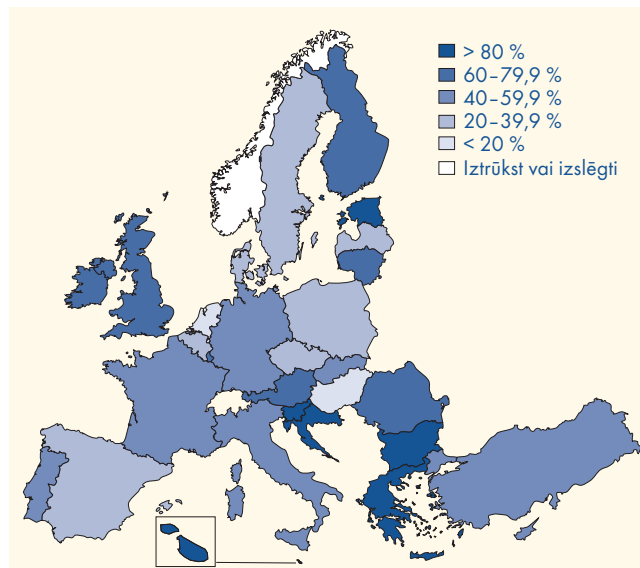 > 80 %
60–79,9 %
40–59,9 %
20–39,9 %
< 20 %
Iztrūkst vai izslēgti